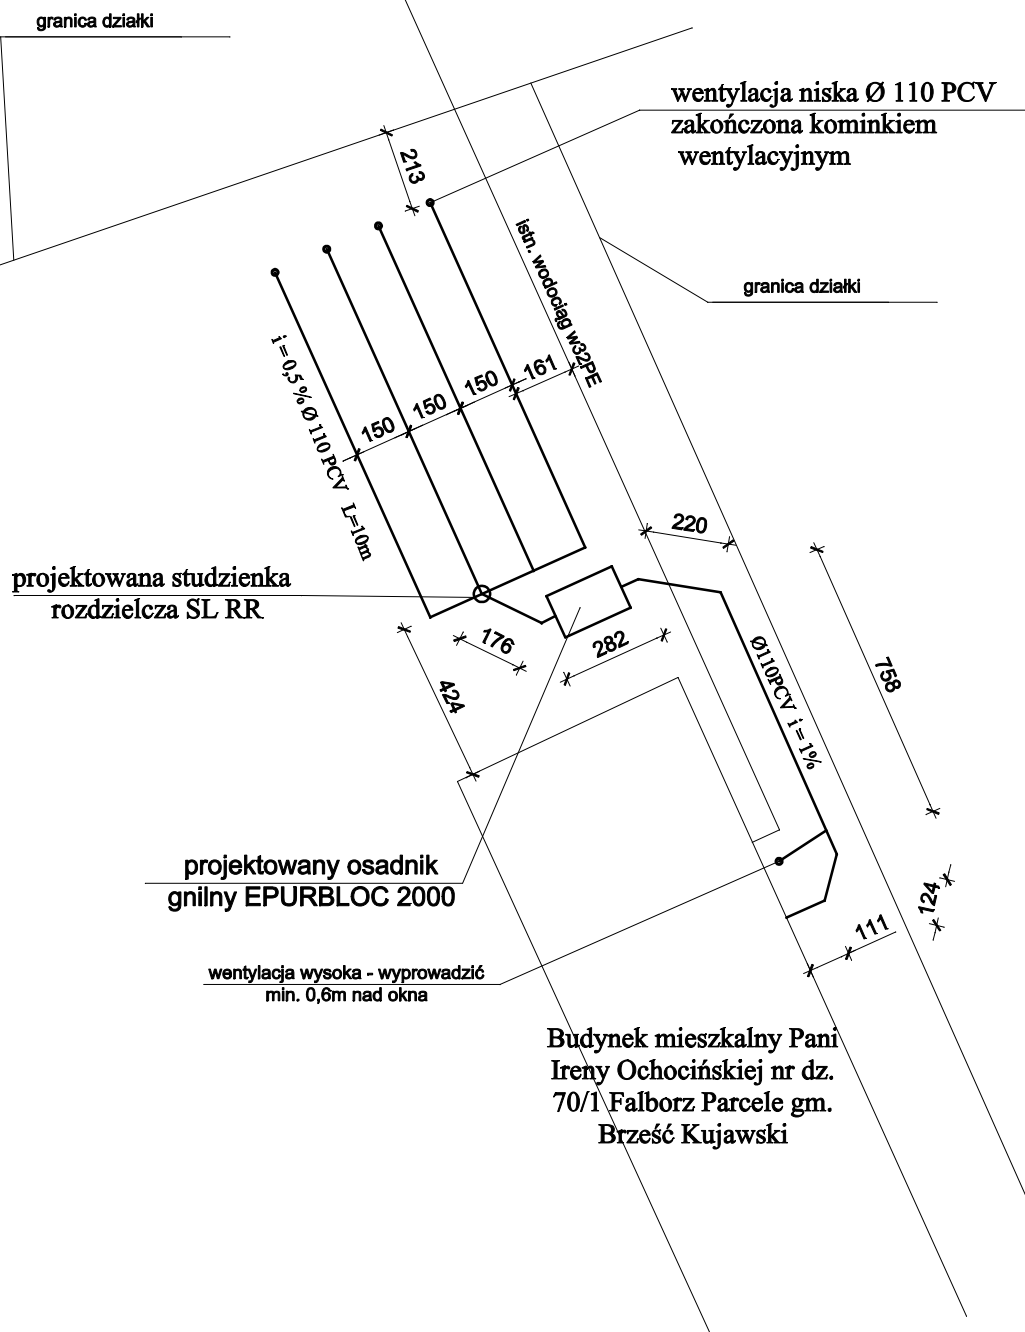 granica działki
wentylacja niska Ø 110 PCV
zakończona kominkiem
wentylacyjnym
213
istn. wodociąg w32PE
granica działki
i = 0,5 % Ø 110 PCV L=10m
150
150
150
161
220
projektowana studzienka
rozdzielcza SL RR
176
282
424
Ø110PCV i = 1%
758
projektowany osadnik
gnilny EPURBLOC 2000
124
111
wentylacja wysoka - wyprowadzić
min. 0,6m nad okna
Budynek mieszkalny Pani
Ireny Ochocińskiej nr dz.
70/1 Falborz Parcele gm.
Brześć Kujawski